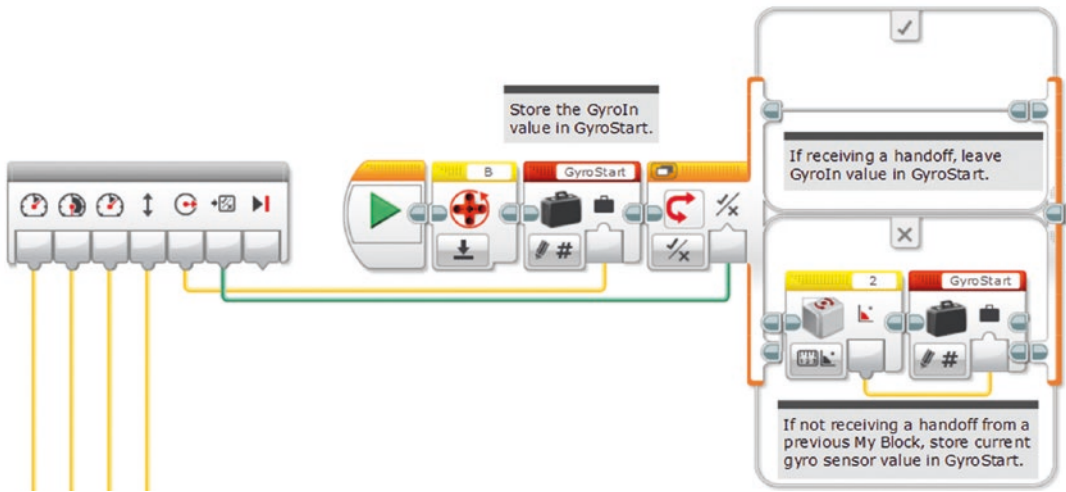 Store the GyroIn
value in GyroStart.
B
GyroStart
#
If receiving a handoff, leave
GyroIn value in GyroStart.
2
GyroStart
#
If not receiving a handoff from a
previous My Block, store current
gyro sensor value in GyroStart.